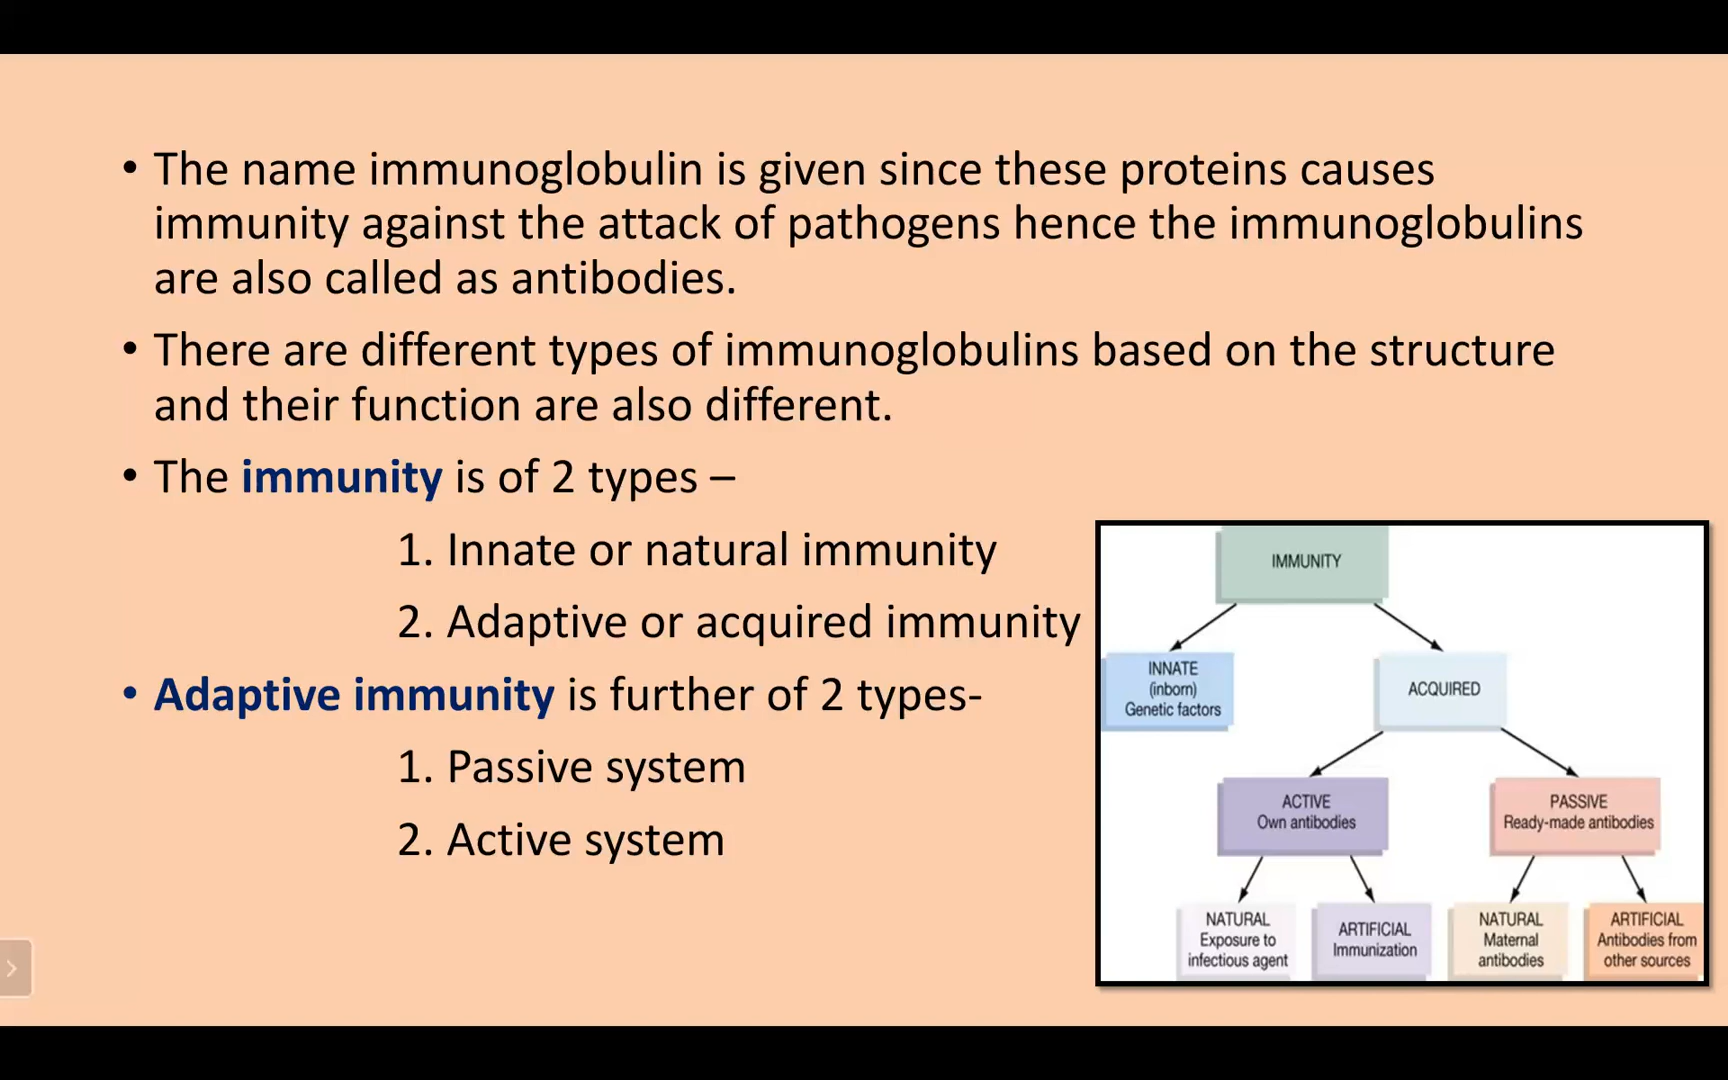 • The name immunoglobulin is given since these proteins causes
immunity against the attack of pathogens hence the immunoglobulins
are also called as antibodies.
• There are different types of immunoglobulins based on the structure
and their function are also different.
• The immunity is of 2 types –
1. Innate or natural immunity
2. Adaptive or acquired immunity
• Adaptive immunity is further of 2 types-
1. Passive system
2. Active system
IMMUNITY
INNATE
(inborn)
Genetic factors
ACQUIRED
ACTIVE
Own antibodies
PASSIVE
Ready-made antibodies
NATURAL
Exposure to
infectious agent
ARTIFICIAL
Immunization
NATURAL
Maternal
antibodies
ARTIFICIAL
Antibodies from
other sources